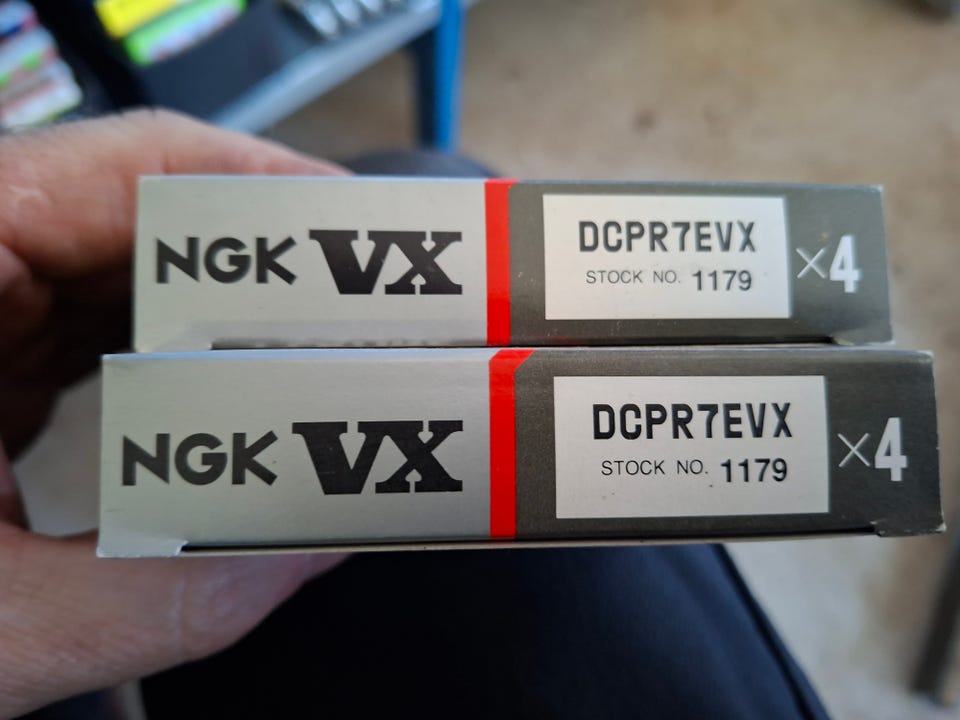 NGK VX
DCPR7EVX
STOCK NO. 1179
×4
NGK VX
DCPR7EVX
STOCK NO. 1179
×4